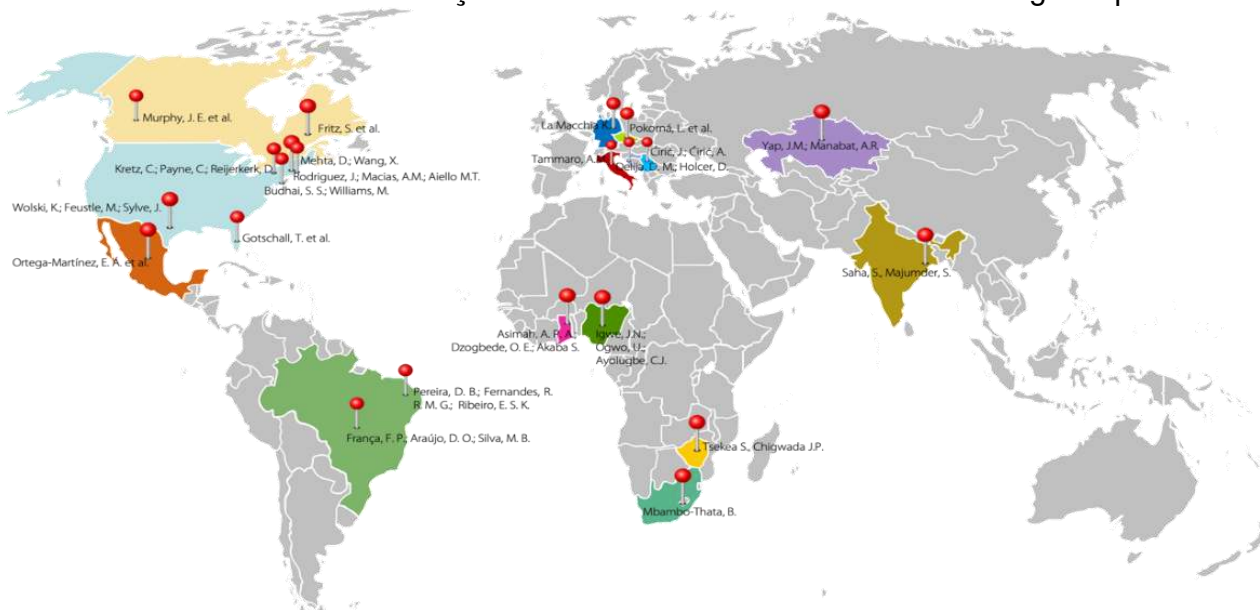 Murphy, J. E. et al.
Fritz, S. et al.
Mehta, D.; Wang, X.
Kretz, C.; Payne, C.; Reijerkerk, D.
Rodriguez, J.; Macias, A.M.; Aiello M.T.
Budhai, S. S.; Williams, M.
Wolski, K.; Feustle, M.; Sylve, J.
Gotschall, T. et al.
Ortega-Martínez, E. A. et al.
La Macchia
Pokorná, L. et al.
Ćirić, J.; Ćirić, A.
Tammaro, A.
D. M.; Holcer, D.
Yap, J.M.; Manabat, A.R
Saha, S., Majumder, S.
Asimah, A. P. A.;
Dzogbede, O. E.; Akaba S.
Igwe, J.N.;
Ogwo, U.;
Ayolugbe, C.J.
Pereira, D. B.; Fernandes, R.
R. M. G.; Ribeiro, E. S. K.
França, F. P.; Araújo, D. O.; Silva, M. B.
Tsekea S., Chigwada J.P.
Mbambo-Thata, B.